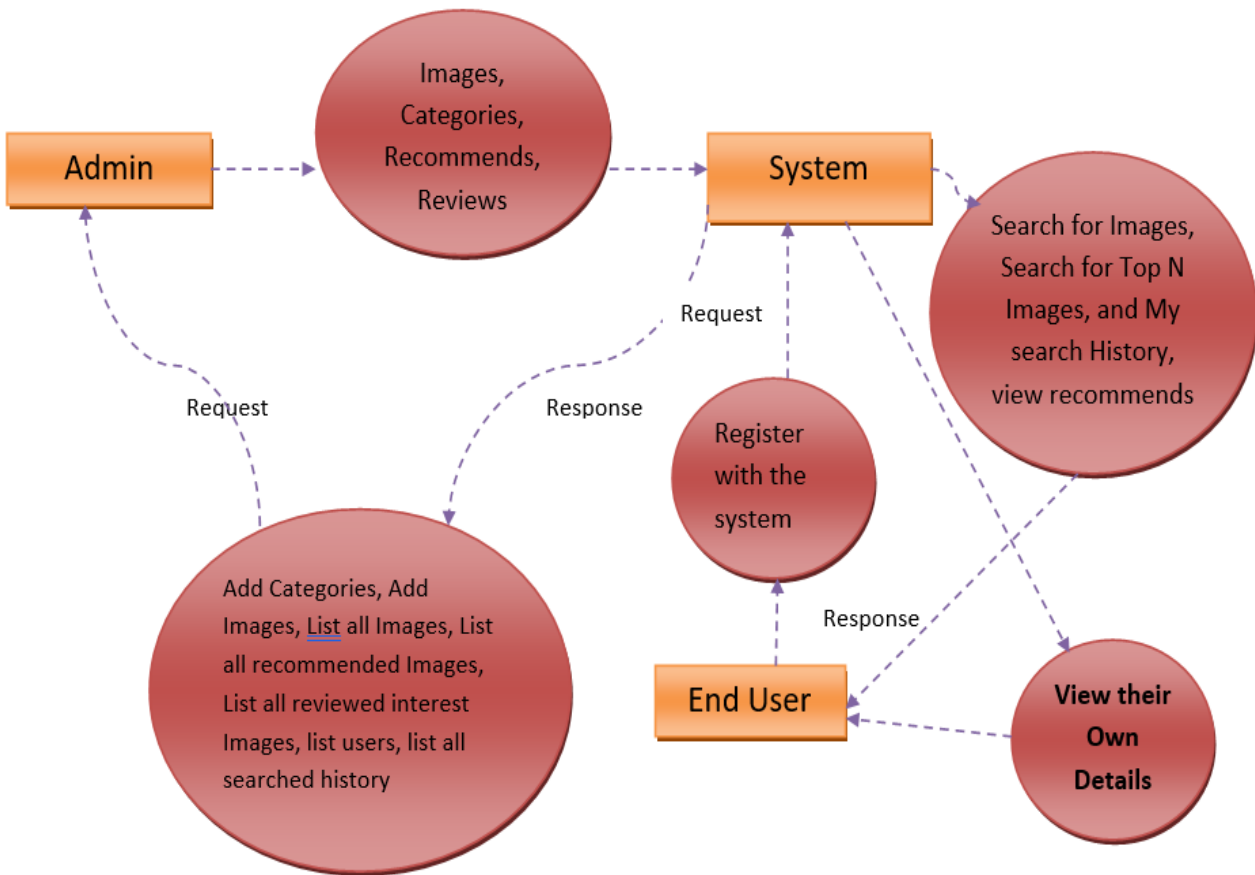 Images,
Categories,
Recommends,
Reviews
Admin
System
Search for Images,
Search for Top N
Images, and My
search History,
view recommends
Request
Request
Response
Register
with the
system
Add Categories, Add
Images, List all Images, List
all recommended Images,
List all reviewed interest
Images, list users, list all
searched history
Response
End User
View their
Own
Details